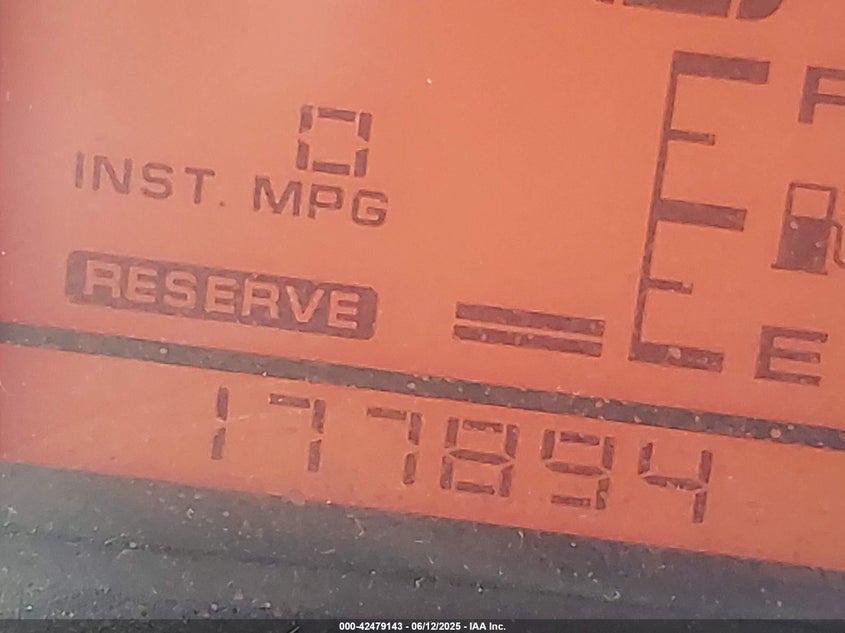 F
0
INST. MPG
RESERVE
E
177894
000-42479143 - 06/12/2025 - IAA Inc.